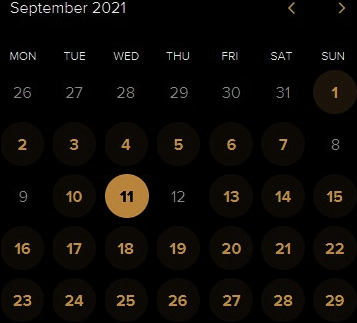 September 2021 < >
MON TUE WED THU FRI SAT SUN
26 27 28 29 30 31 1
2 3 4 5 6 7 8
9 10 11 12 13 14 15
16 17 18 19 20 21 22
23 24 25 26 27 28 29